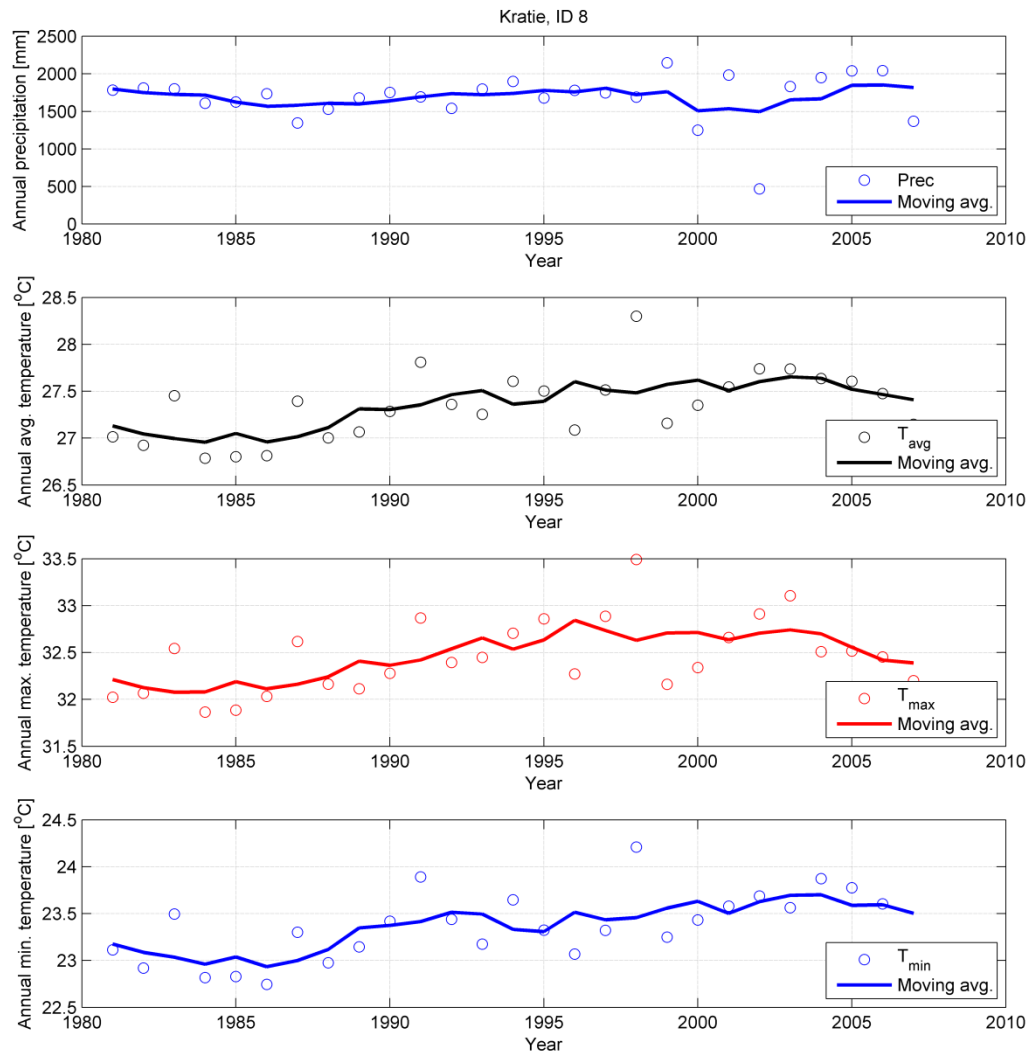 Kratie, ID 8
Annual precipitation [mm]
2500
2000
1500
1000
500
0
Prec
Moving avg.
1980 1985 1990 1995 2000 2005 2010
Year
Annual avg. temperature [°C]
28.5
28
27.5
27
26.5
T_avg
Moving avg.
1980 1985 1990 1995 2000 2005 2010
Year
Annual max. temperature [°C]
33.5
33
32.5
32
31.5
T_max
Moving avg.
1980 1985 1990 1995 2000 2005 2010
Year
Annual min. temperature [°C]
24.5
24
23.5
23
22.5
T_min
Moving avg.
1980 1985 1990 1995 2000 2005 2010
Year